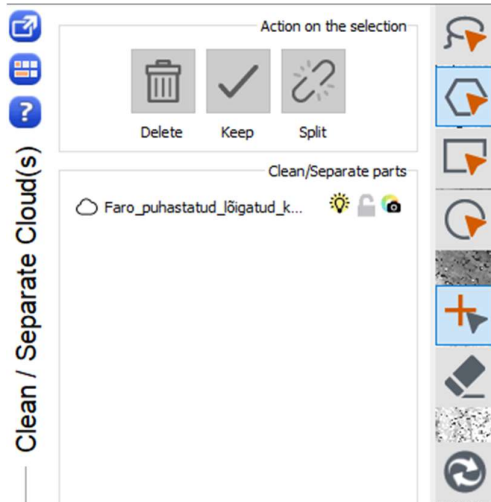 Clean / Separate Cloud(s)
Action on the selection
Delete Keep Split
Clean/Separate parts
Faro_puhastatud_lõigatud_k...